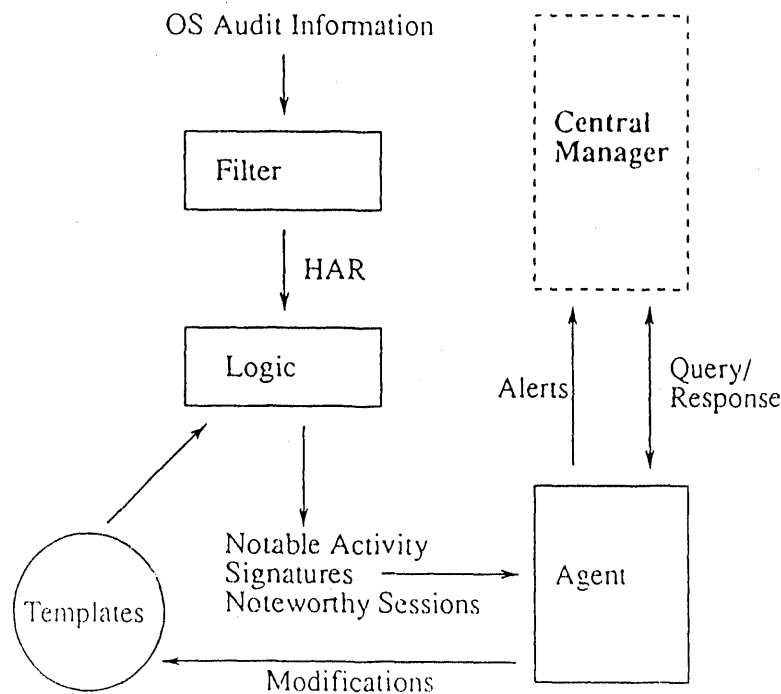 OS Audit Information
Filter
Central
Manager
HAR
Logic
Alerts
Query/
Response
Notable Activity
Signatures
Noteworthy Sessions
Agent
Templates
Modifications